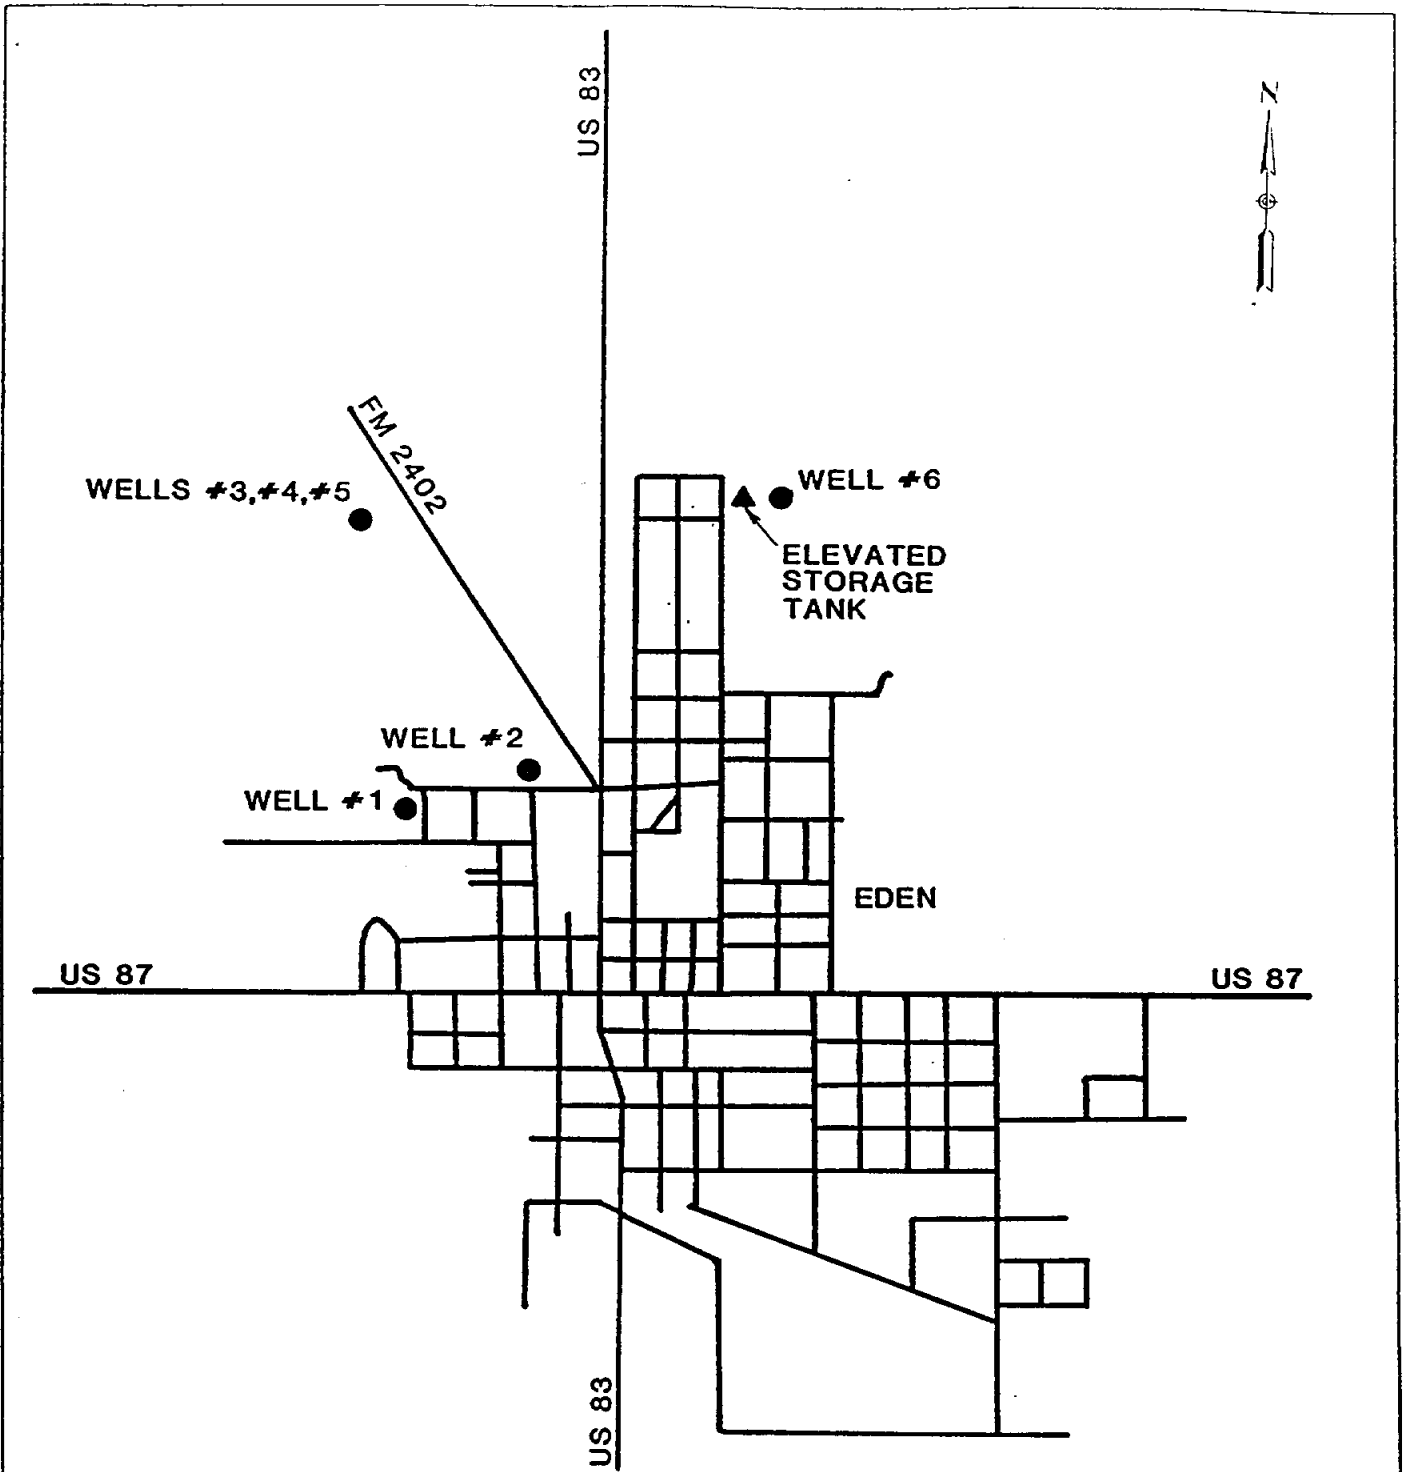 US 83
N
FM 2402
WELLS #3,#4,#5
WELL #6
ELEVATED
STORAGE
TANK
WELL #2
WELL #1
EDEN
US 87
US 87
US 83